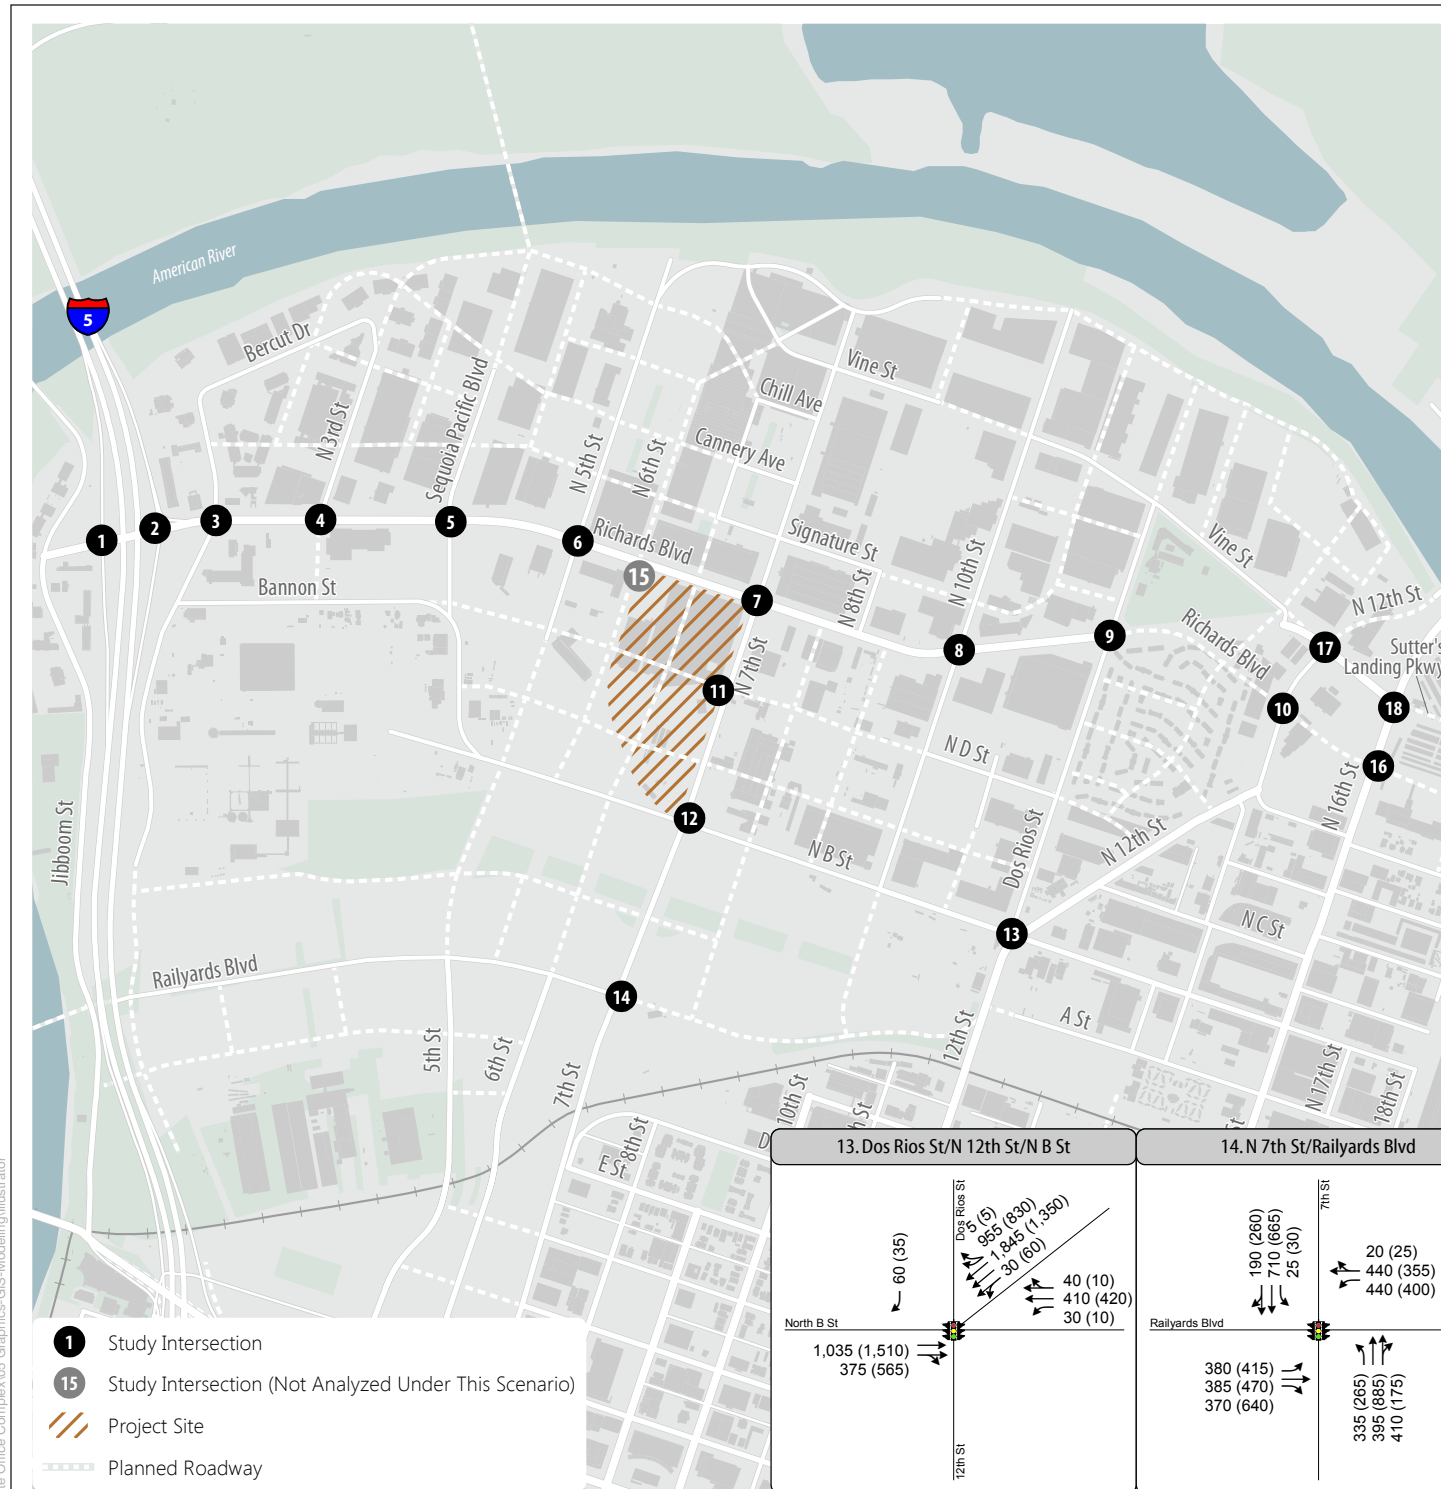 American River
5
Bercut Dr
N 3rd St
Sequoia Pacific Blvd
N 5th St
N 6th St
Vine St
Chill Ave
Cannery Ave
Signature St
Richards Blvd
N 8th St
N 10th St
Vine St
N 12th St
Richards Blvd
Sutter's
Landing Pkwy
1
2
3
4
5
6
15
7
8
9
17
10
18
16
11
12
13
14
Bannon St
N 7th St
N D St
N 16th St
Dos Rios St
N 12th St
N B St
N C St
Jibboom St
Railyards Blvd
A St
5th St
6th St
7th St
12th St
N 17th St
18th St
10th St
8th St
E St
13. Dos Rios St/N 12th St/N B St
Dos Rios St
5 (5)
955 (830)
1,845 (1,350)
30 (60)
60 (35)
40 (10)
410 (420)
30 (10)
North B St
1,035 (1,510)
375 (565)
12th St
14. N 7th St/Railyards Blvd
7th St
190 (260)
710 (665)
25 (30)
20 (25)
440 (355)
440 (400)
Railyards Blvd
380 (415)
385 (470)
370 (640)
335 (265)
395 (885)
410 (175)
1 Study Intersection
15 Study Intersection (Not Analyzed Under This Scenario)
Project Site
Planned Roadway